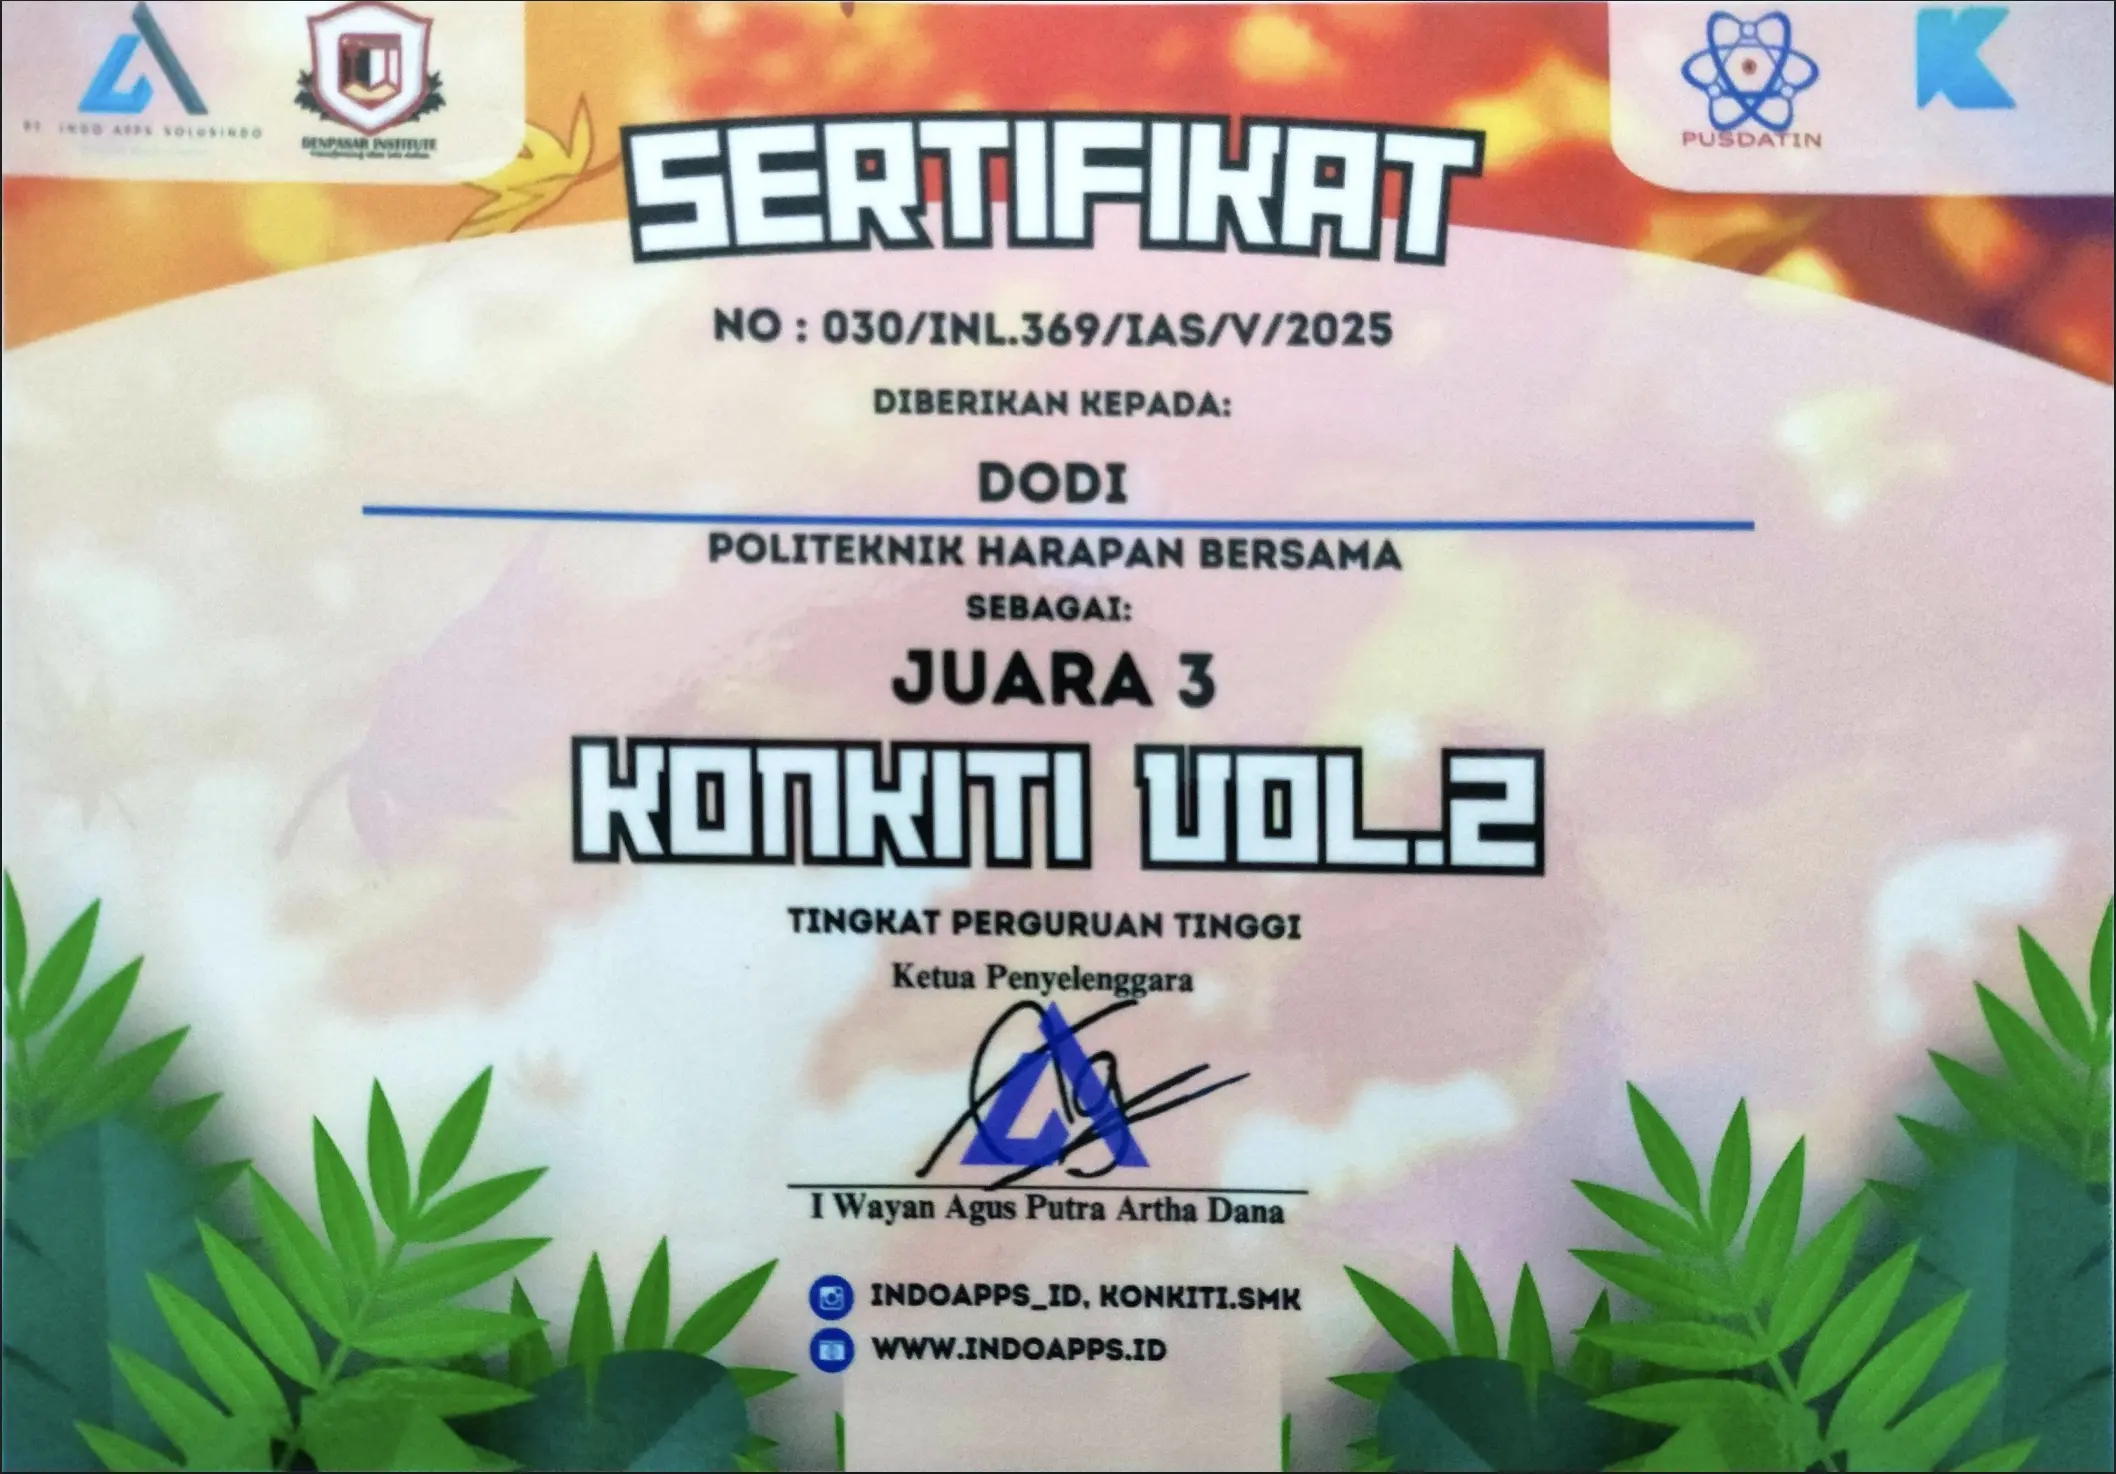 INDO APPS SOLUSINDO
DENPASAR INSTITUTE
PUSDATIN
SERTIFIKAT
NO : 030/INL.369/IAS/V/2025
DIBERIKAN KEPADA:
DODI
POLITEKNIK HARAPAN BERSAMA
SEBAGAI:
JUARA 3
KONKITI VOL.2
TINGKAT PERGURUAN TINGGI
Ketua Penyelenggara
I Wayan Agus Putra Artha Dana
INDOAPPS_ID, KONKITI.SMK
WWW.INDOAPPS.ID